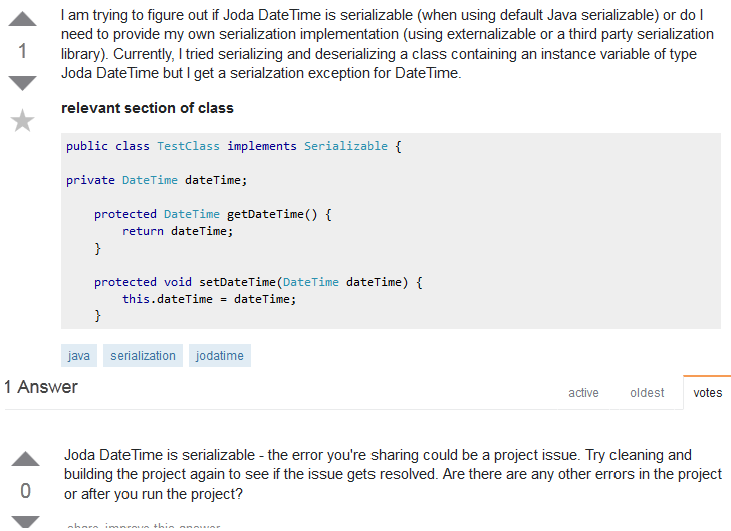 I am trying to figure out if Joda DateTime is serializable (when using default Java serializable) or do I
need to provide my own serialization implementation (using externalizable or a third party serialization
library). Currently, I tried serializing and deserializing a class containing an instance variable of type
Joda DateTime but I get a serialzation exception for DateTime.
1
relevant section of class
public class TestClass implements Serializable {
private DateTime dateTime;
protected DateTime getDateTime() {
return dateTime;
}
protected void setDateTime(DateTime dateTime) {
this.dateTime = dateTime;
}
java serialization jodatime
1 Answer
active oldest votes
Joda DateTime is serializable - the error you're sharing could be a project issue. Try cleaning and
building the project again to see if the issue gets resolved. Are there are any other errors in the project
or after you run the project?
0
share improve this answer